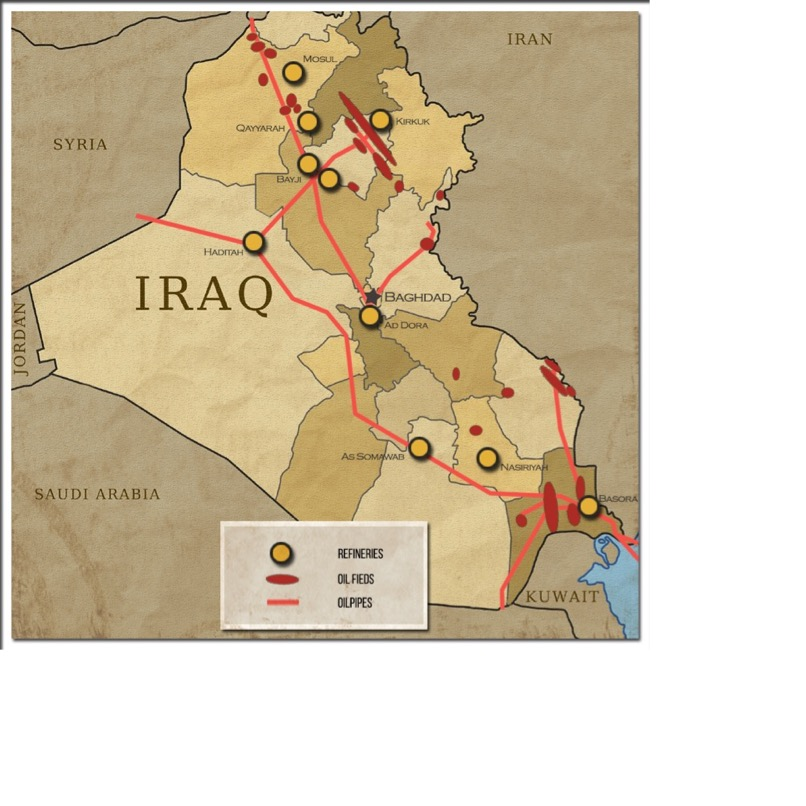 IRAN
MOSUL
SYRIA
QAYYARAH
KIRKUK
BAYJI
HADITAH
IRAQ
BAGHDAD
JORDAN
AD DORA
AS SOMAWAB
NASIRIYAH
SAUDI ARABIA
BASORA
REFINERIES
OIL FIEDS
OILPIPES
KUWAIT